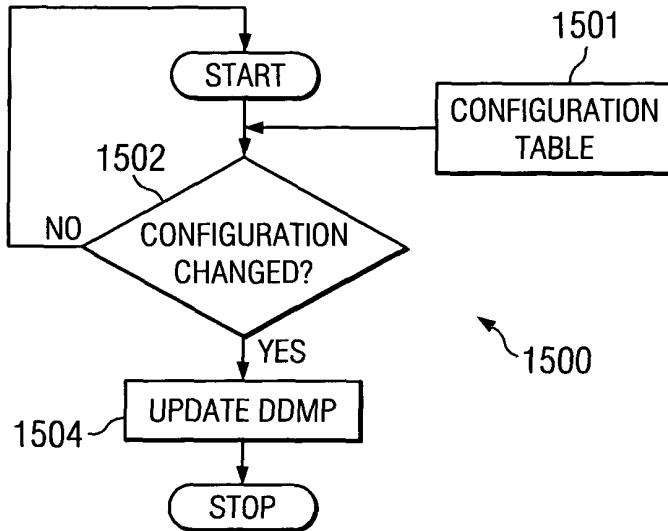 START
1501
CONFIGURATION
TABLE
1502
NO
CONFIGURATION
CHANGED?
YES
1500
UPDATE DDMP
1504
STOP